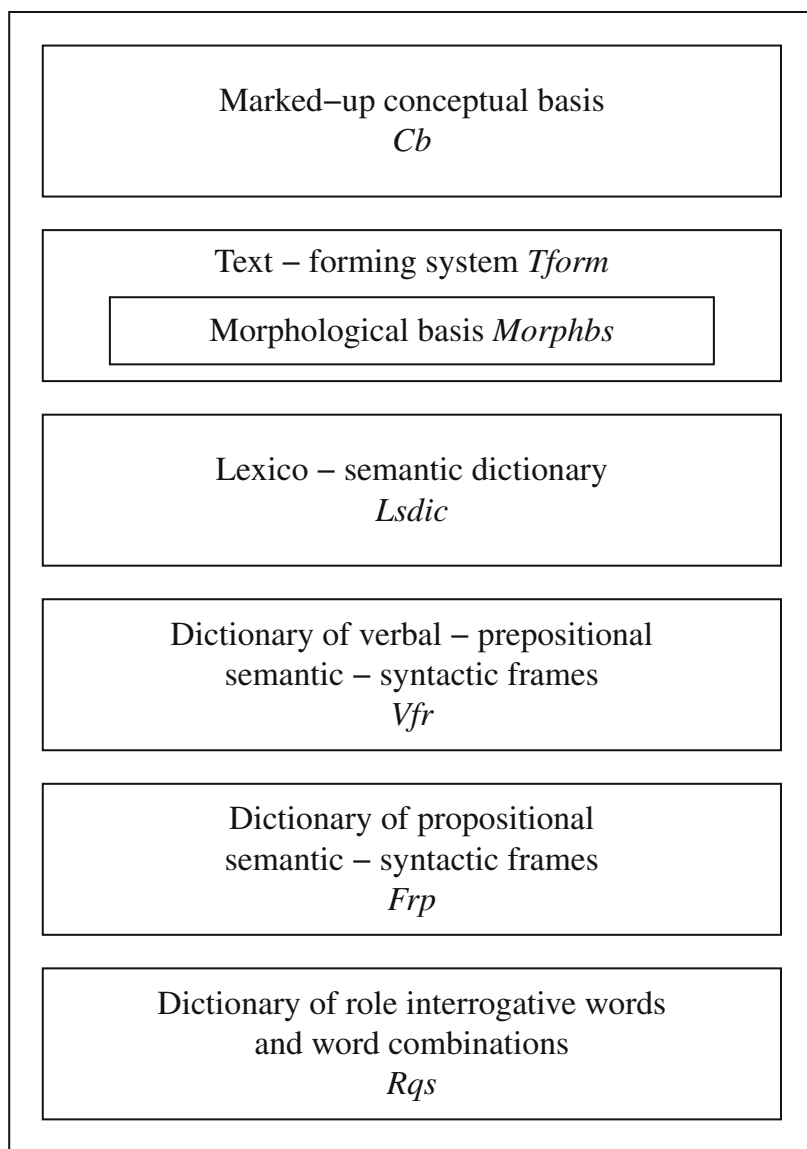 Marked−up conceptual basis
Cb
Text − forming system Tform
Morphological basis Morphbs
Lexico − semantic dictionary
Lsdic
Dictionary of verbal − prepositional
semantic − syntactic frames
Vfr
Dictionary of propositional
semantic − syntactic frames
Frp
Dictionary of role interrogative words
and word combinations
Rqs